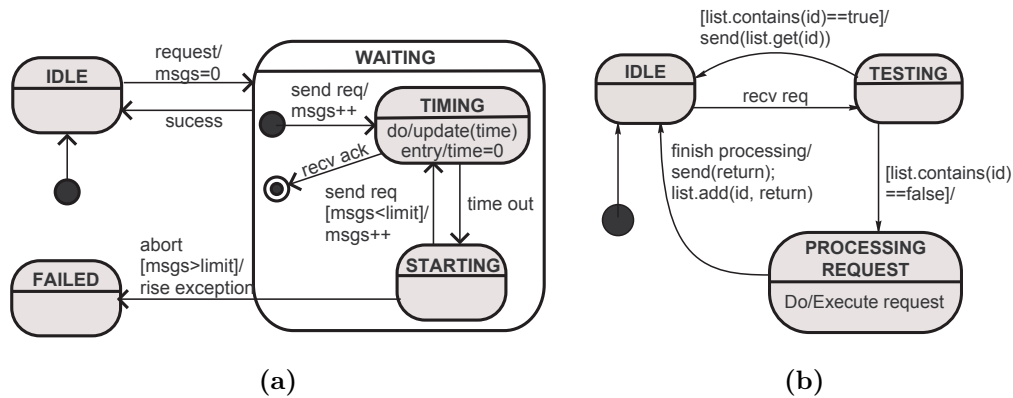 IDLE
request/
msgs=0
sucess
WAITING
send req/
msgs++
TIMING
do/update(time)
entry/time=0
recv ack
send req
[msgs<limit]/
msgs++
time out
STARTING
abort
[msgs>limit]/
rise exception
FAILED
(a)
[list.contains(id)==true]/
send(list.get(id))
IDLE
TESTING
recv req
finish processing/
send(return);
list.add(id, return)
[list.contains(id)
==false]/
PROCESSING
REQUEST
Do/Execute request
(b)